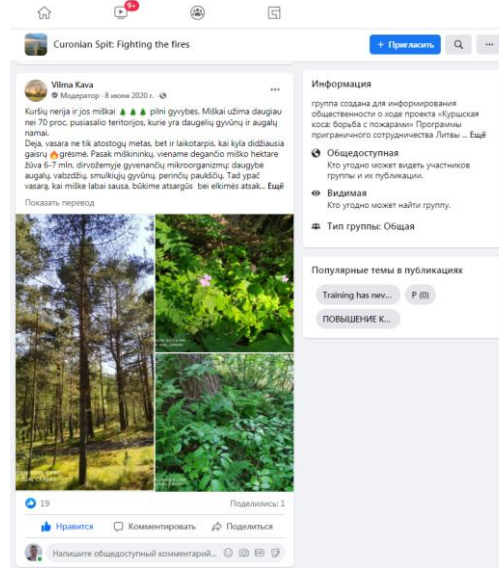 9+
Curonian Spit: Fighting the fires
+ Пригласить
Vilma Kava
Модератор · 8 июня 2020 г. ·
Kuršių nerija ir jos miškai 🌲🌲🌲 pilni gyvybės. Miškai užima daugiau
nei 70 proc. pusiasalio teritorijos, kurie yra daugelių gyvūnų ir augalų
namai.
Deja, vasara ne tik atostogų metas, bet ir laikotarpis, kai kyla didžiausia
gaisrų 🔥grėsmė. Pasak miškininkų, viename degančio miško hektare
žūva 6-7 mln. dirvožemyje gyvenančių mikroorganizmų: daugybė
augalų, vabzdžių, smulkiųjų gyvūnų, perinčių paukščių. Tad ypač
vasarą, kai miške labai sausa, būkime atsargūs bei elkimės atsak... Ещё
Показать перевод
19
Поделились: 1
Нравится
Комментировать
Поделиться
Напишите общедоступный комментарий...
Информация
группа создана для информирования
общественности о ходе проекта «Куршская
коса: борьба с пожарами» Программы
приграничного сотрудничества Литвы ... Ещё
Общедоступная
Кто угодно может видеть участников
группы и их публикации.
Видимая
Кто угодно может найти группу.
Тип группы: Общая
Популярные темы в публикациях
Training has nev...
P (0)
ПОВЫШЕНИЕ К...